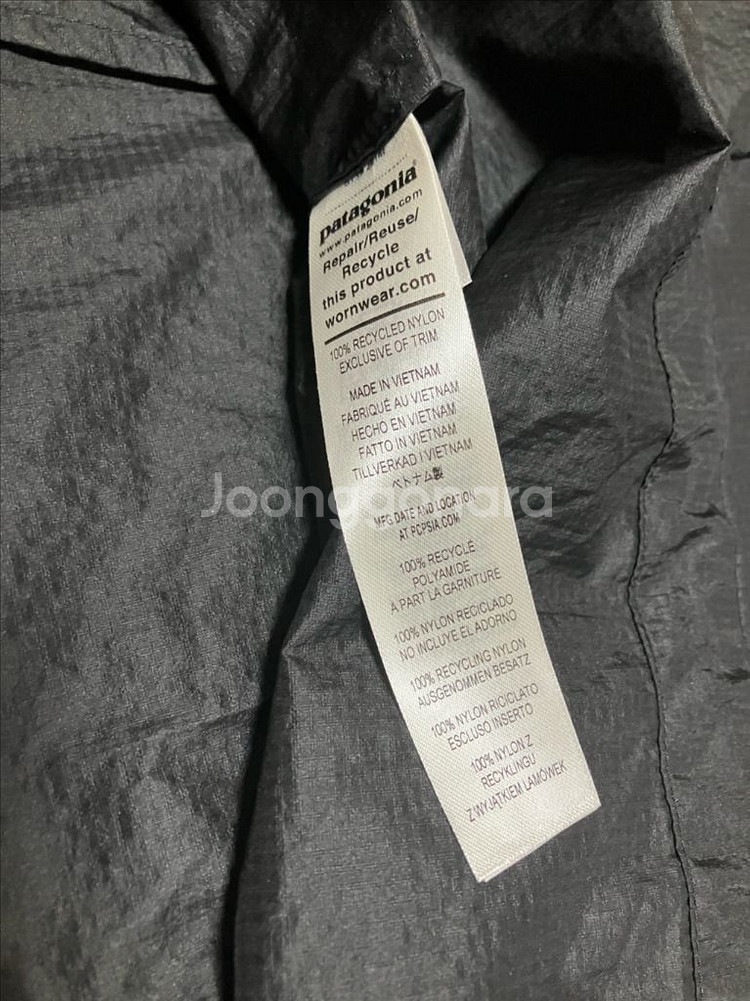 patagonia®
www.patagonia.com
Repair/Reuse/
Recycle
this product at
wornwear.com
100% RECYCLED NYLON
EXCLUSIVE OF TRIM
MADE IN VIETNAM
FABRIQUÉ AU VIETNAM
HECHO EN VIETNAM
FATTO IN VIETNAM
TILLVERKAD I VIETNAM
ベトナム製
Joonggonara
MFG DATE AND LOCATION
AT PCPSIA.COM
100% RECYCLÉ
POLYAMIDE
A PART LA GARNITURE
100% NYLON RECICLADO
NO INCLUYE EL ADORNO
100% RECYCLING NYLON
AUSGENOMMEN BESATZ
100% NYLON RICICLATO
ESCLUSO INSERTO
100% NYLON Z
RECYKLINGU
Z WYJĄTKIEM LAMÓWEK